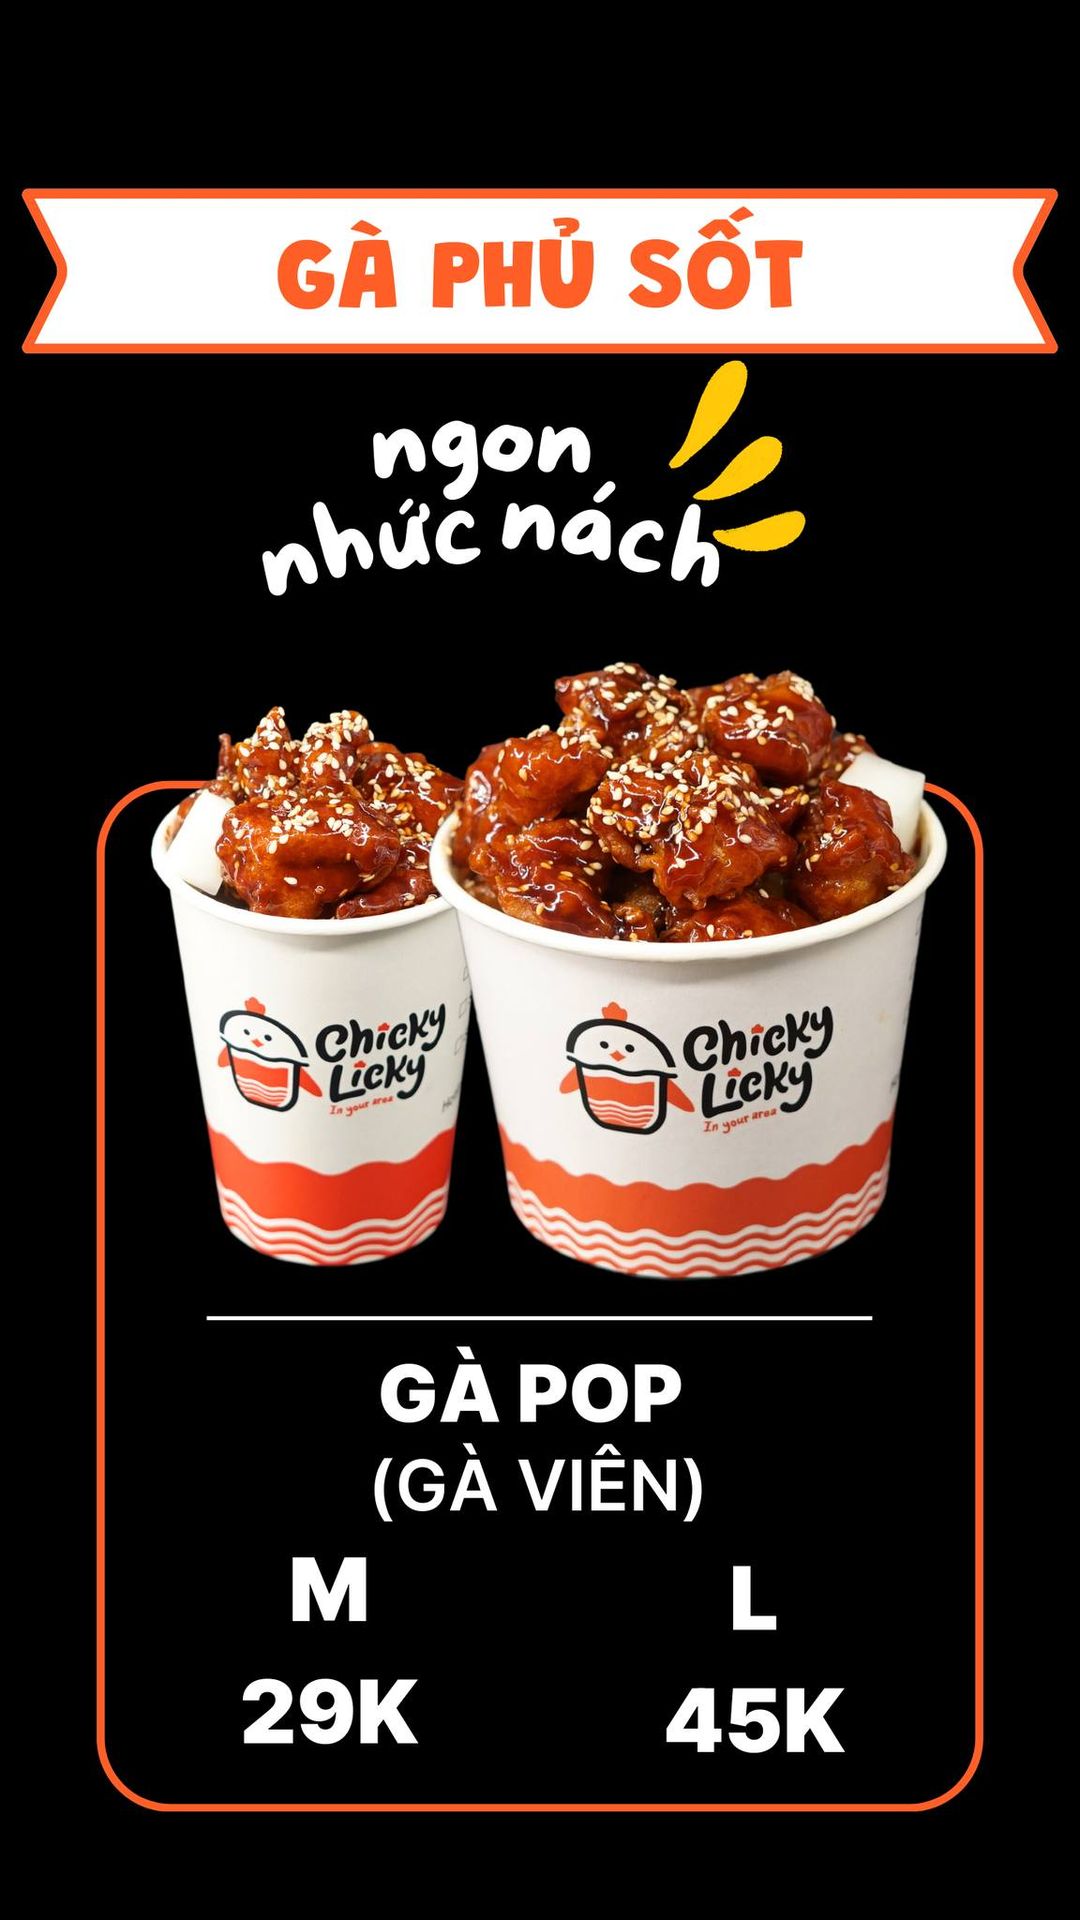 GÀ PHỦ SỐT
ngon
nhức nách
Chicky
Licky
In your area
Chicky
Licky
In your area
GÀ POP
(GÀ VIÊN)
M
L
29K
45K